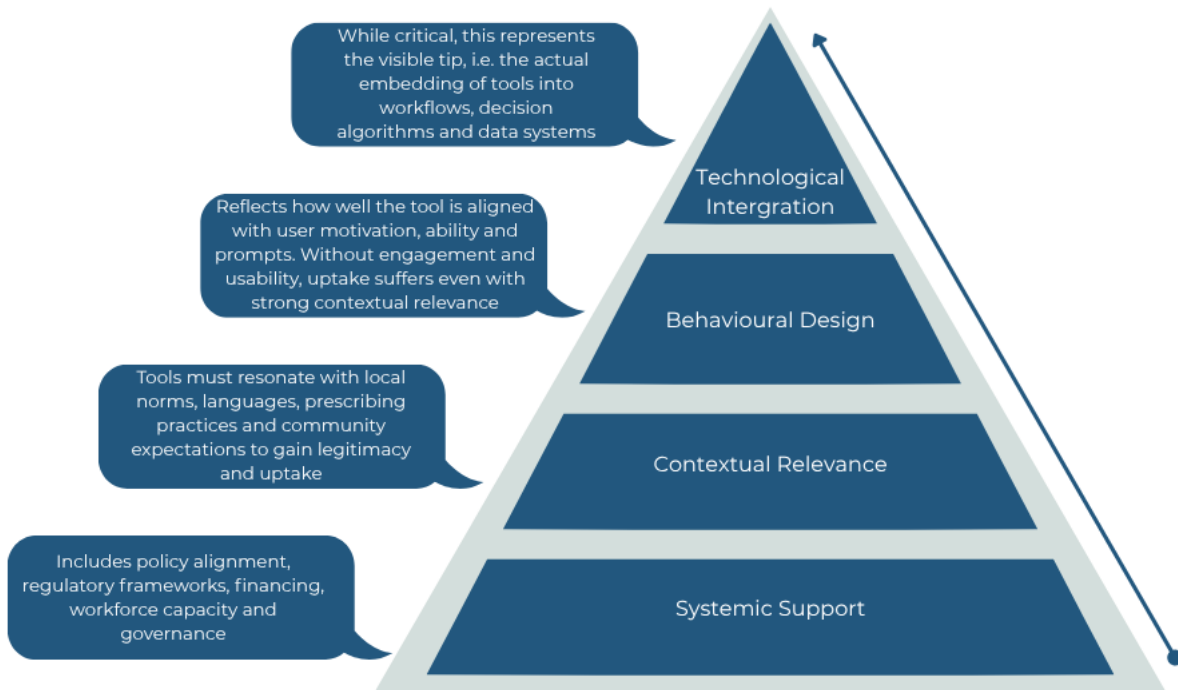 While critical, this represents
the visible tip, i.e. the actual
embedding of tools into
workflows, decision
algorithms and data systems
Technological
Intergration
Reflects how well the tool is aligned
with user motivation, ability and
prompts. Without engagement and
usability, uptake suffers even with
strong contextual relevance
Behavioural Design
Tools must resonate with local
norms, languages, prescribing
practices and community
expectations to gain legitimacy
and uptake
Contextual Relevance
Includes policy alignment,
regulatory frameworks, financing,
workforce capacity and
governance
Systemic Support